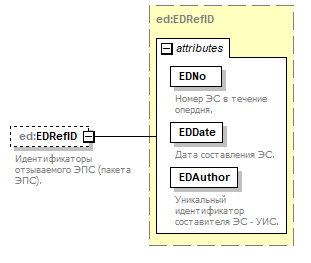 ed:EDRefID
attributes
EDNo
Номер ЭС в течение
опердня.
EDDate
Дата составления ЭС.
EDAuthor
Уникальный
идентификатор
составителя ЭС - УИС.
ed:EDRefID
Идентификаторы
отзываемого ЭПС (пакета
ЭПС).